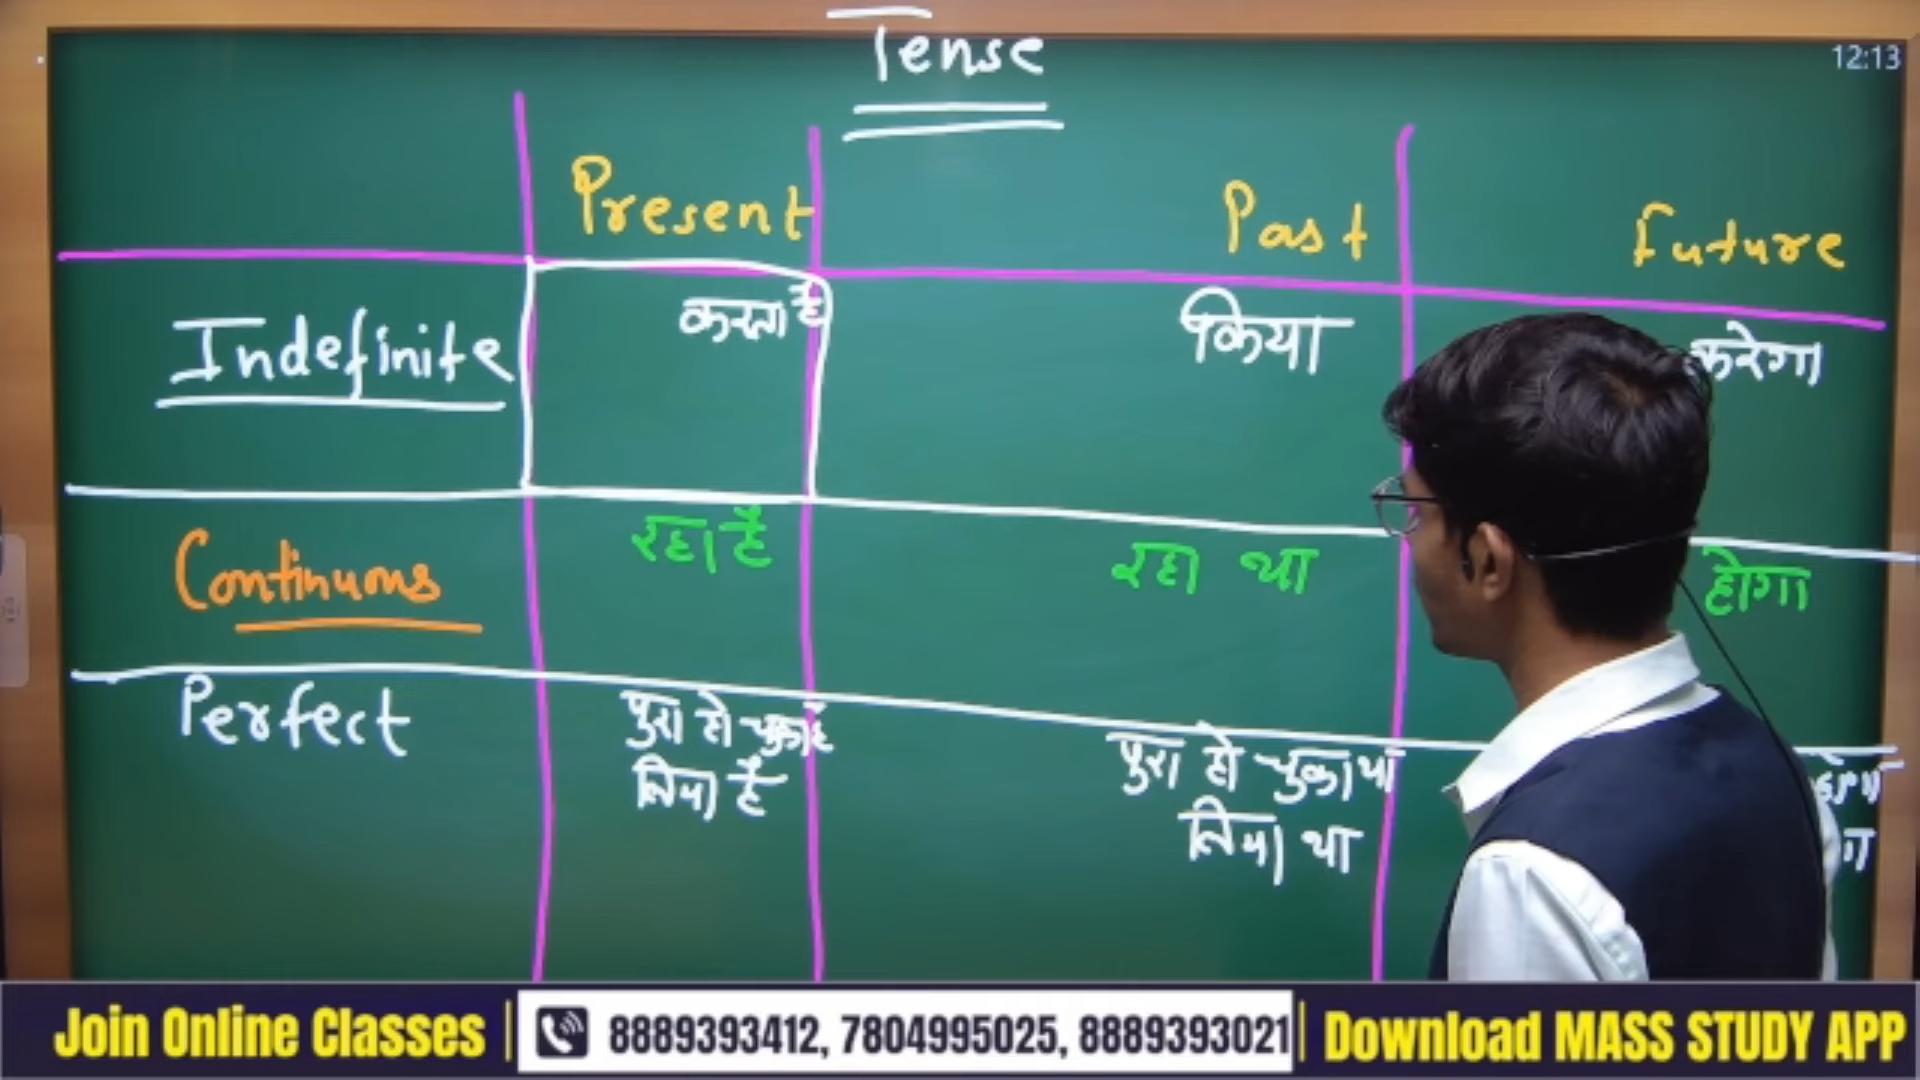 Tense
12:13
Present Past Future
Indefinite करता है किया करेगा
Continuons रहा है रहा था होगा
Perfect पुरा हो चुका है पुरा हो चुका था
लिया है लिया था
Join Online Classes 8889393412, 7804995025, 8889393021 Download MASS STUDY APP